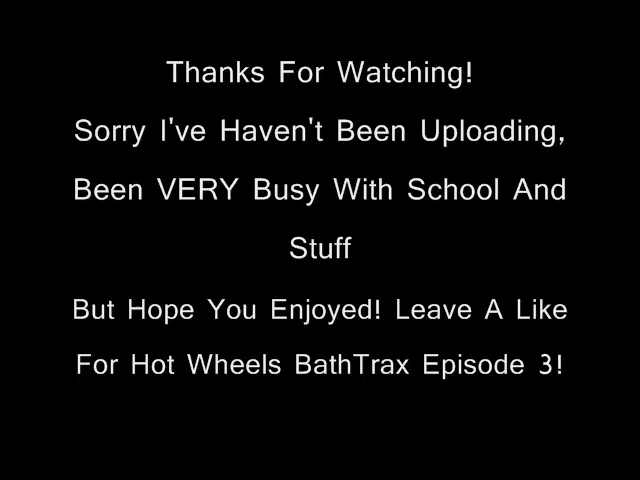 Thanks For Watching!
Sorry I've Haven't Been Uploading,
Been VERY Busy With School And
Stuff
But Hope You Enjoyed! Leave A Like
For Hot Wheels BathTrax Episode 3!